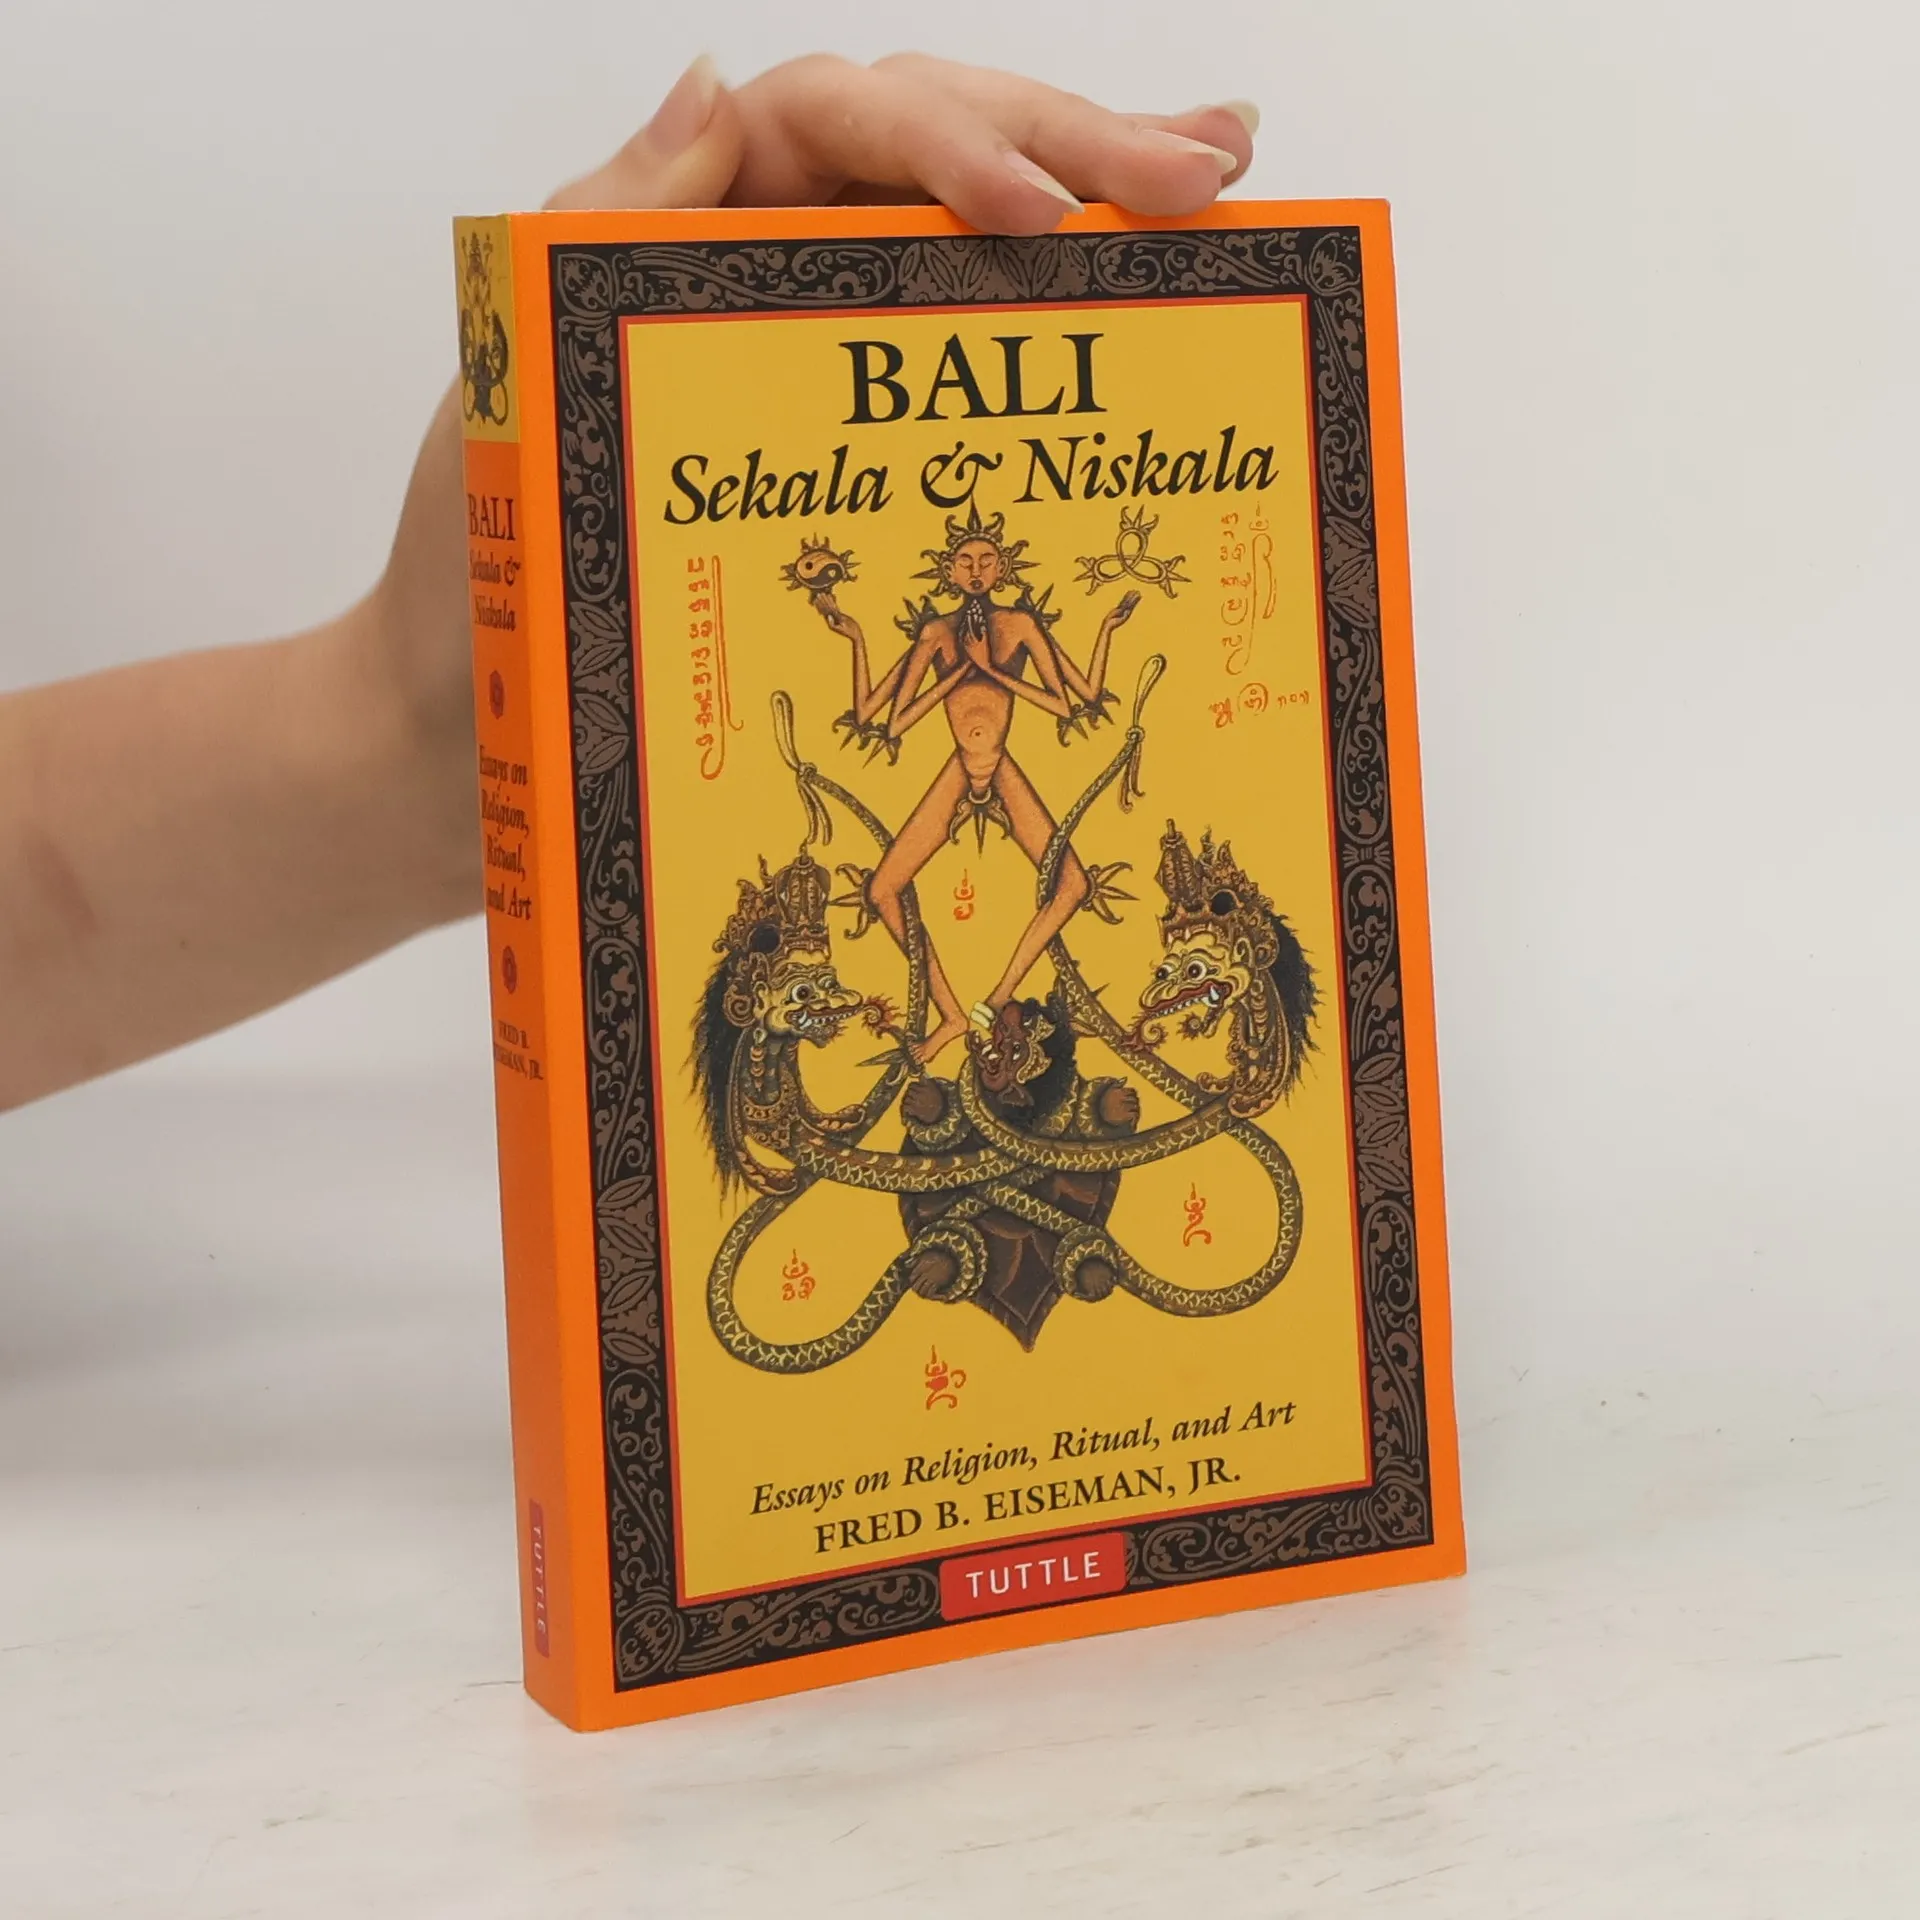 BALI
Sekala & Niskala
Essays on Religion, Ritual, and Art
FRED B. EISEMAN, JR.
TUTTLE
BALI
Sekala &
Niskala
Essays on
Religion,
Ritual,
and Art
FRED B.
EISEMAN, JR.
TUTTLE